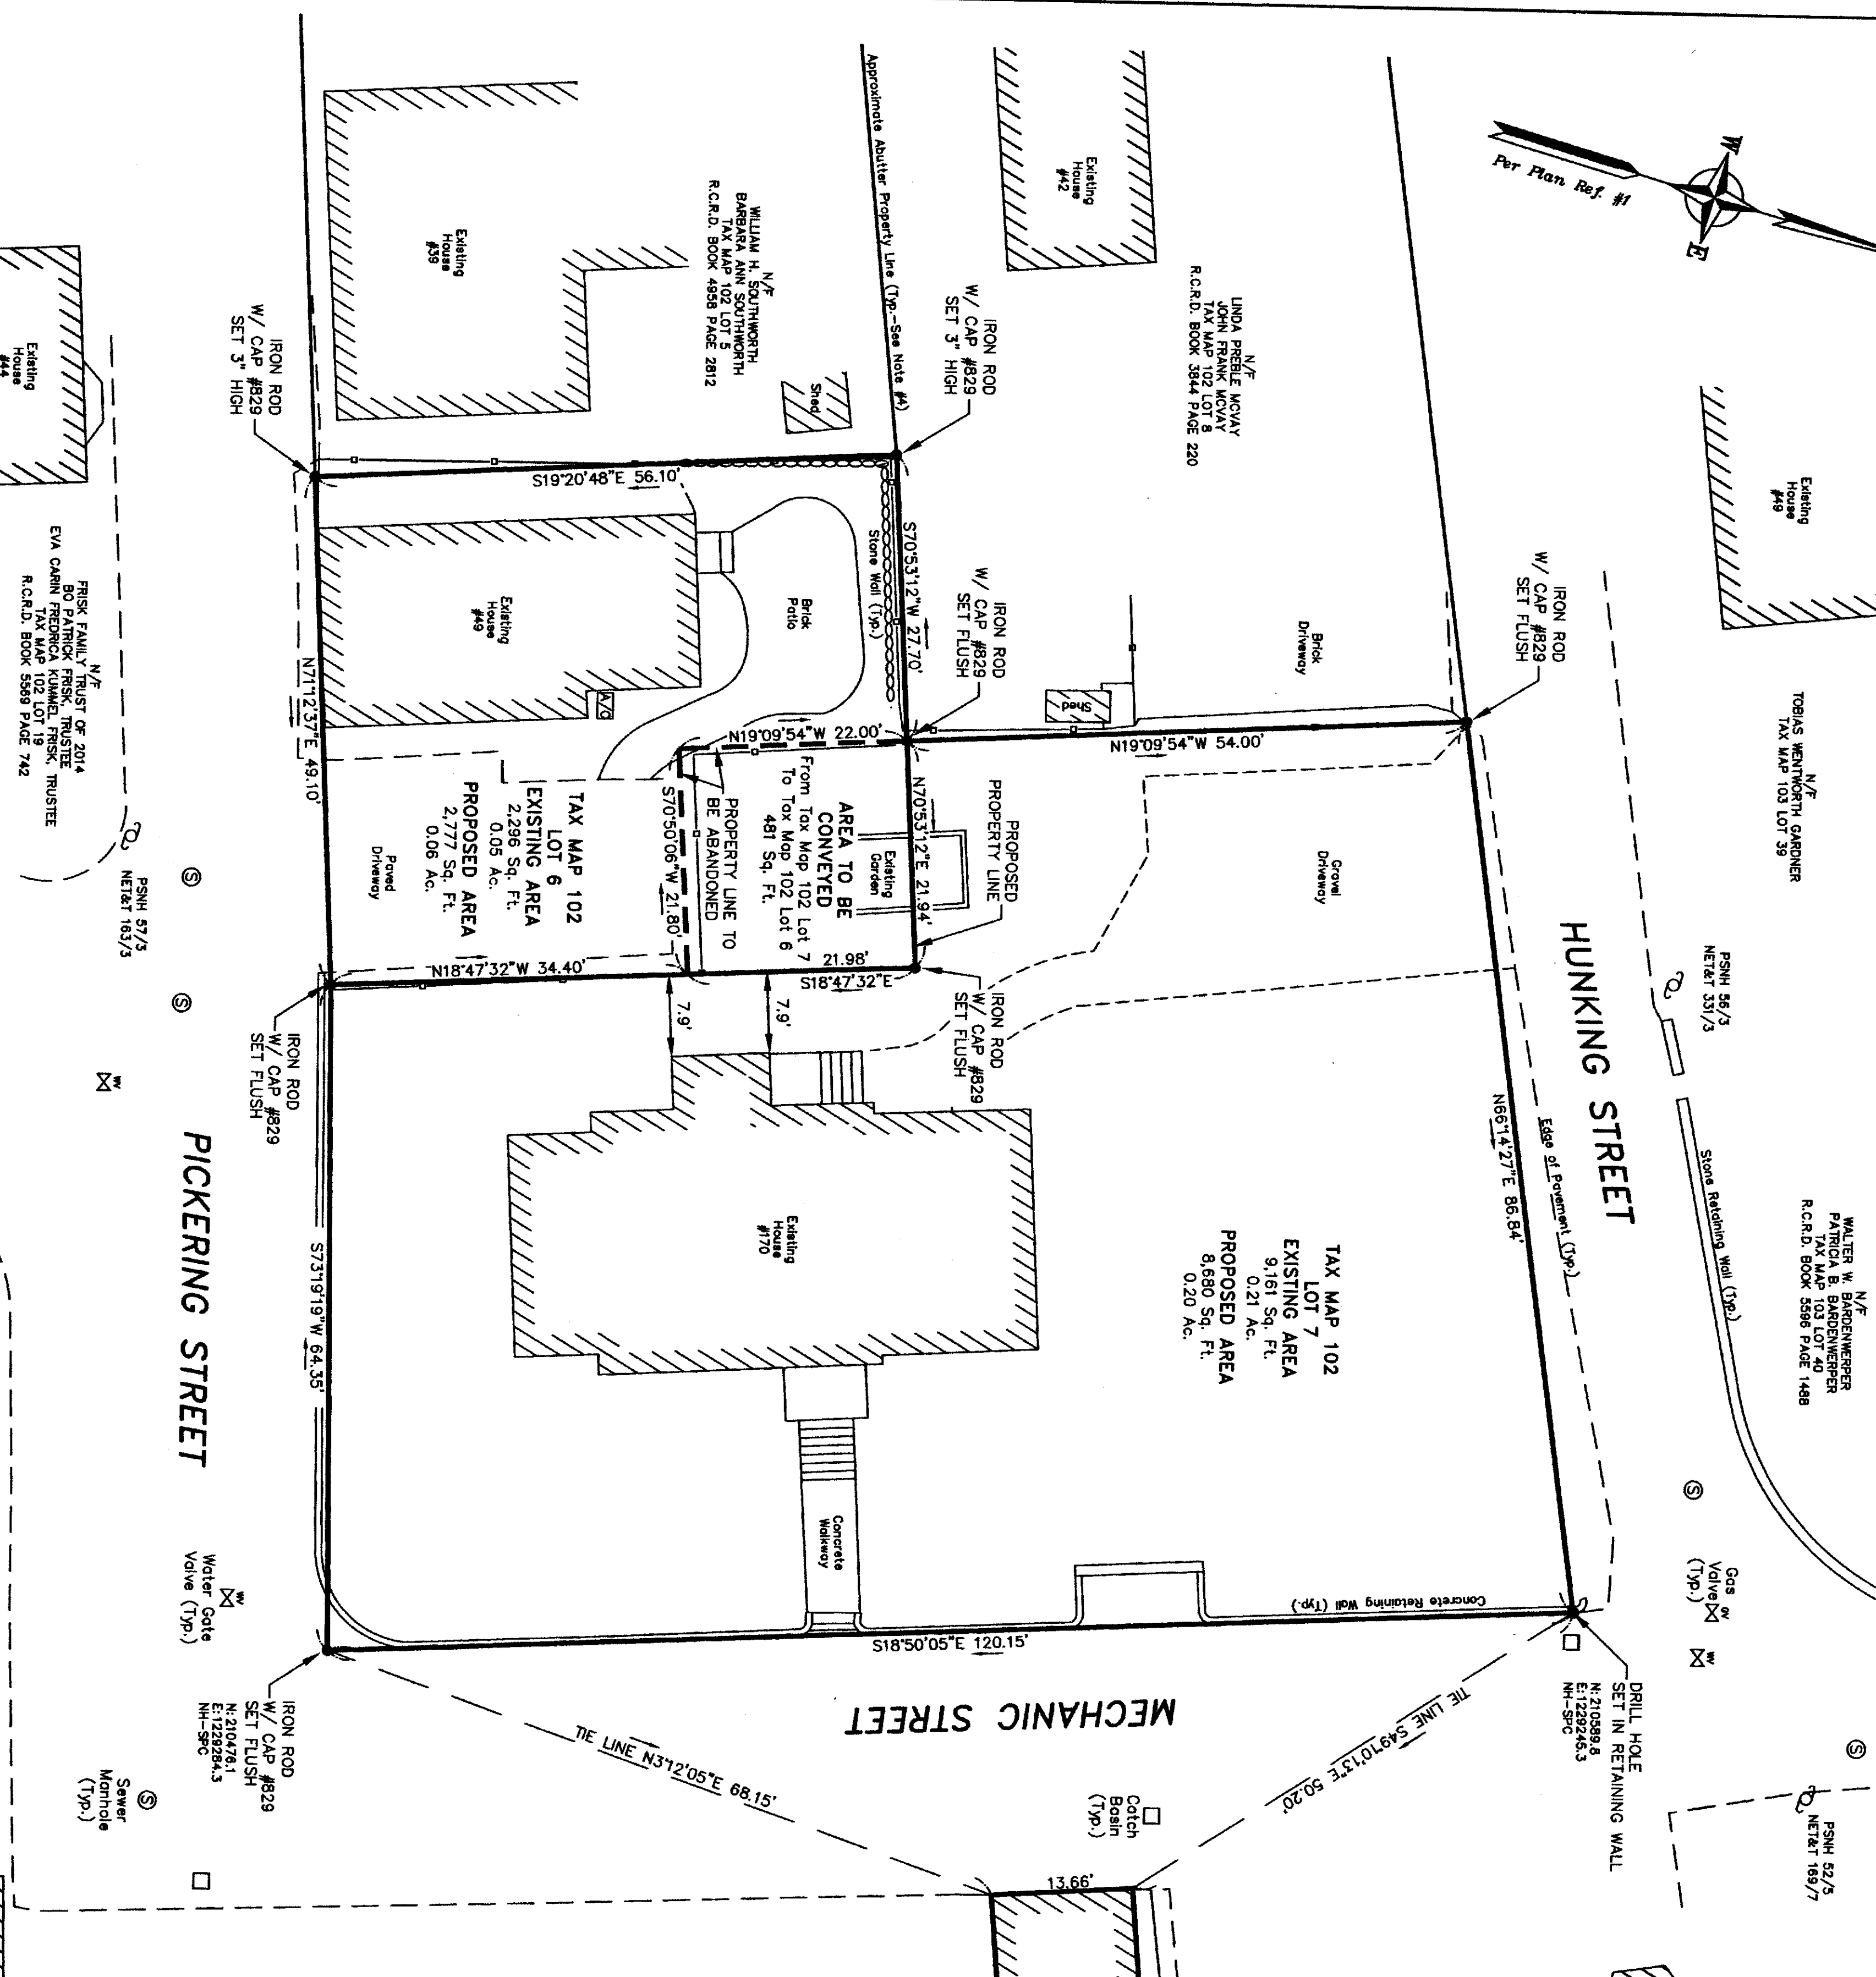 W
E
Per Plan Ref. #1
HUNKING STREET
PICKERING STREET
MECHANIC STREET
Existing
House
#39
Existing
House
#42
Existing
House
#49
Existing
House
#44
N/F
WILLIAM H. SOUTHWORTH
BARBARA ANN SOUTHWORTH
TAX MAP 102 LOT 5
R.C.R.D. BOOK 4958 PAGE 2812
Approximate Abutter Property Line (Typ.-See Note #4)
N/F
LINDA PREBLE MCVAY
JOHN FRANK MCVAY
TAX MAP 102 LOT 8
R.C.R.D. BOOK 3844 PAGE 220
N/F
TOBIAS WENTWORTH GARDNER
TAX MAP 103 LOT 39
PSNH 56/3
NET&T 331/3
N/F
WALTER W. BARDENWERPER
PATRICIA B. BARDENWERPER
TAX MAP 103 LOT 40
R.C.R.D. BOOK 5596 PAGE 1488
Stone Retaining Wall (Typ.)
Edge of Pavement (Typ.)
N66°14'27"E 86.84'
IRON ROD
W/ CAP #829
SET 3" HIGH
IRON ROD
W/ CAP #829
SET 3" HIGH
IRON ROD
W/ CAP #829
SET FLUSH
IRON ROD
W/ CAP #829
SET FLUSH
Shed
S19°20'48"E 56.10'
S70°53'12"W 27.70'
Stone Wall (Typ.)
Brick
Patio
Existing
House
#49
A/C
Shed
Brick
Driveway
N19°09'54"W 54.00'
N19°09'54"W 22.00'
N70°53'12"E 21.94'
PROPOSED
PROPERTY LINE
Existing
Garden
AREA TO BE
CONVEYED
From Tax Map 102 Lot 7
To Tax Map 102 Lot 6
481 Sq. Ft.
PROPERTY LINE TO
BE ABANDONED
S70°50'06"W 21.80'
TAX MAP 102
LOT 6
EXISTING AREA
2,296 Sq. Ft.
0.05 Ac.
PROPOSED AREA
2,777 Sq. Ft.
0.06 Ac.
Paved
Driveway
N71°12'37"E 49.10'
N18°47'32"W 34.40'
21.98'
S18°47'32"E
7.9'
7.9'
IRON ROD
W/ CAP #829
SET FLUSH
IRON ROD
W/ CAP #829
SET FLUSH
Gravel
Driveway
Existing
House
#170
TAX MAP 102
LOT 7
EXISTING AREA
9,161 Sq. Ft.
0.21 Ac.
PROPOSED AREA
8,680 Sq. Ft.
0.20 Ac.
Concrete
Walkway
Concrete Retaining Wall (Typ.)
S73°19'19"W 64.35'
S18°50'05"E 120.15'
N/F
FRISK FAMILY TRUST OF 2014
BO PATRICK FRISK, TRUSTEE
EVA CARIN FREDRICA KUMMEL FRISK, TRUSTEE
TAX MAP 102 LOT 19
R.C.R.D. BOOK 5569 PAGE 742
PSNH 57/3
NET&T 163/3
S
S
WV
WV
Water Gate
Valve (Typ.)
IRON ROD
W/ CAP #829
SET FLUSH
N:210476.1
E:1229284.3
NH-SPC
S
Sewer
Manhole
(Typ.)
TIE LINE N3°12'05"E 68.15'
TIE LINE S49°10'13"E 50.20'
13.66'
Catch
Basin
(Typ.)
DRILL HOLE
SET IN RETAINING WALL
N:210589.8
E:1229245.3
NH-SPC
S
Gas
Valve
(Typ.)
GV
WV
S
PSNH 52/5
NET&T 169/7